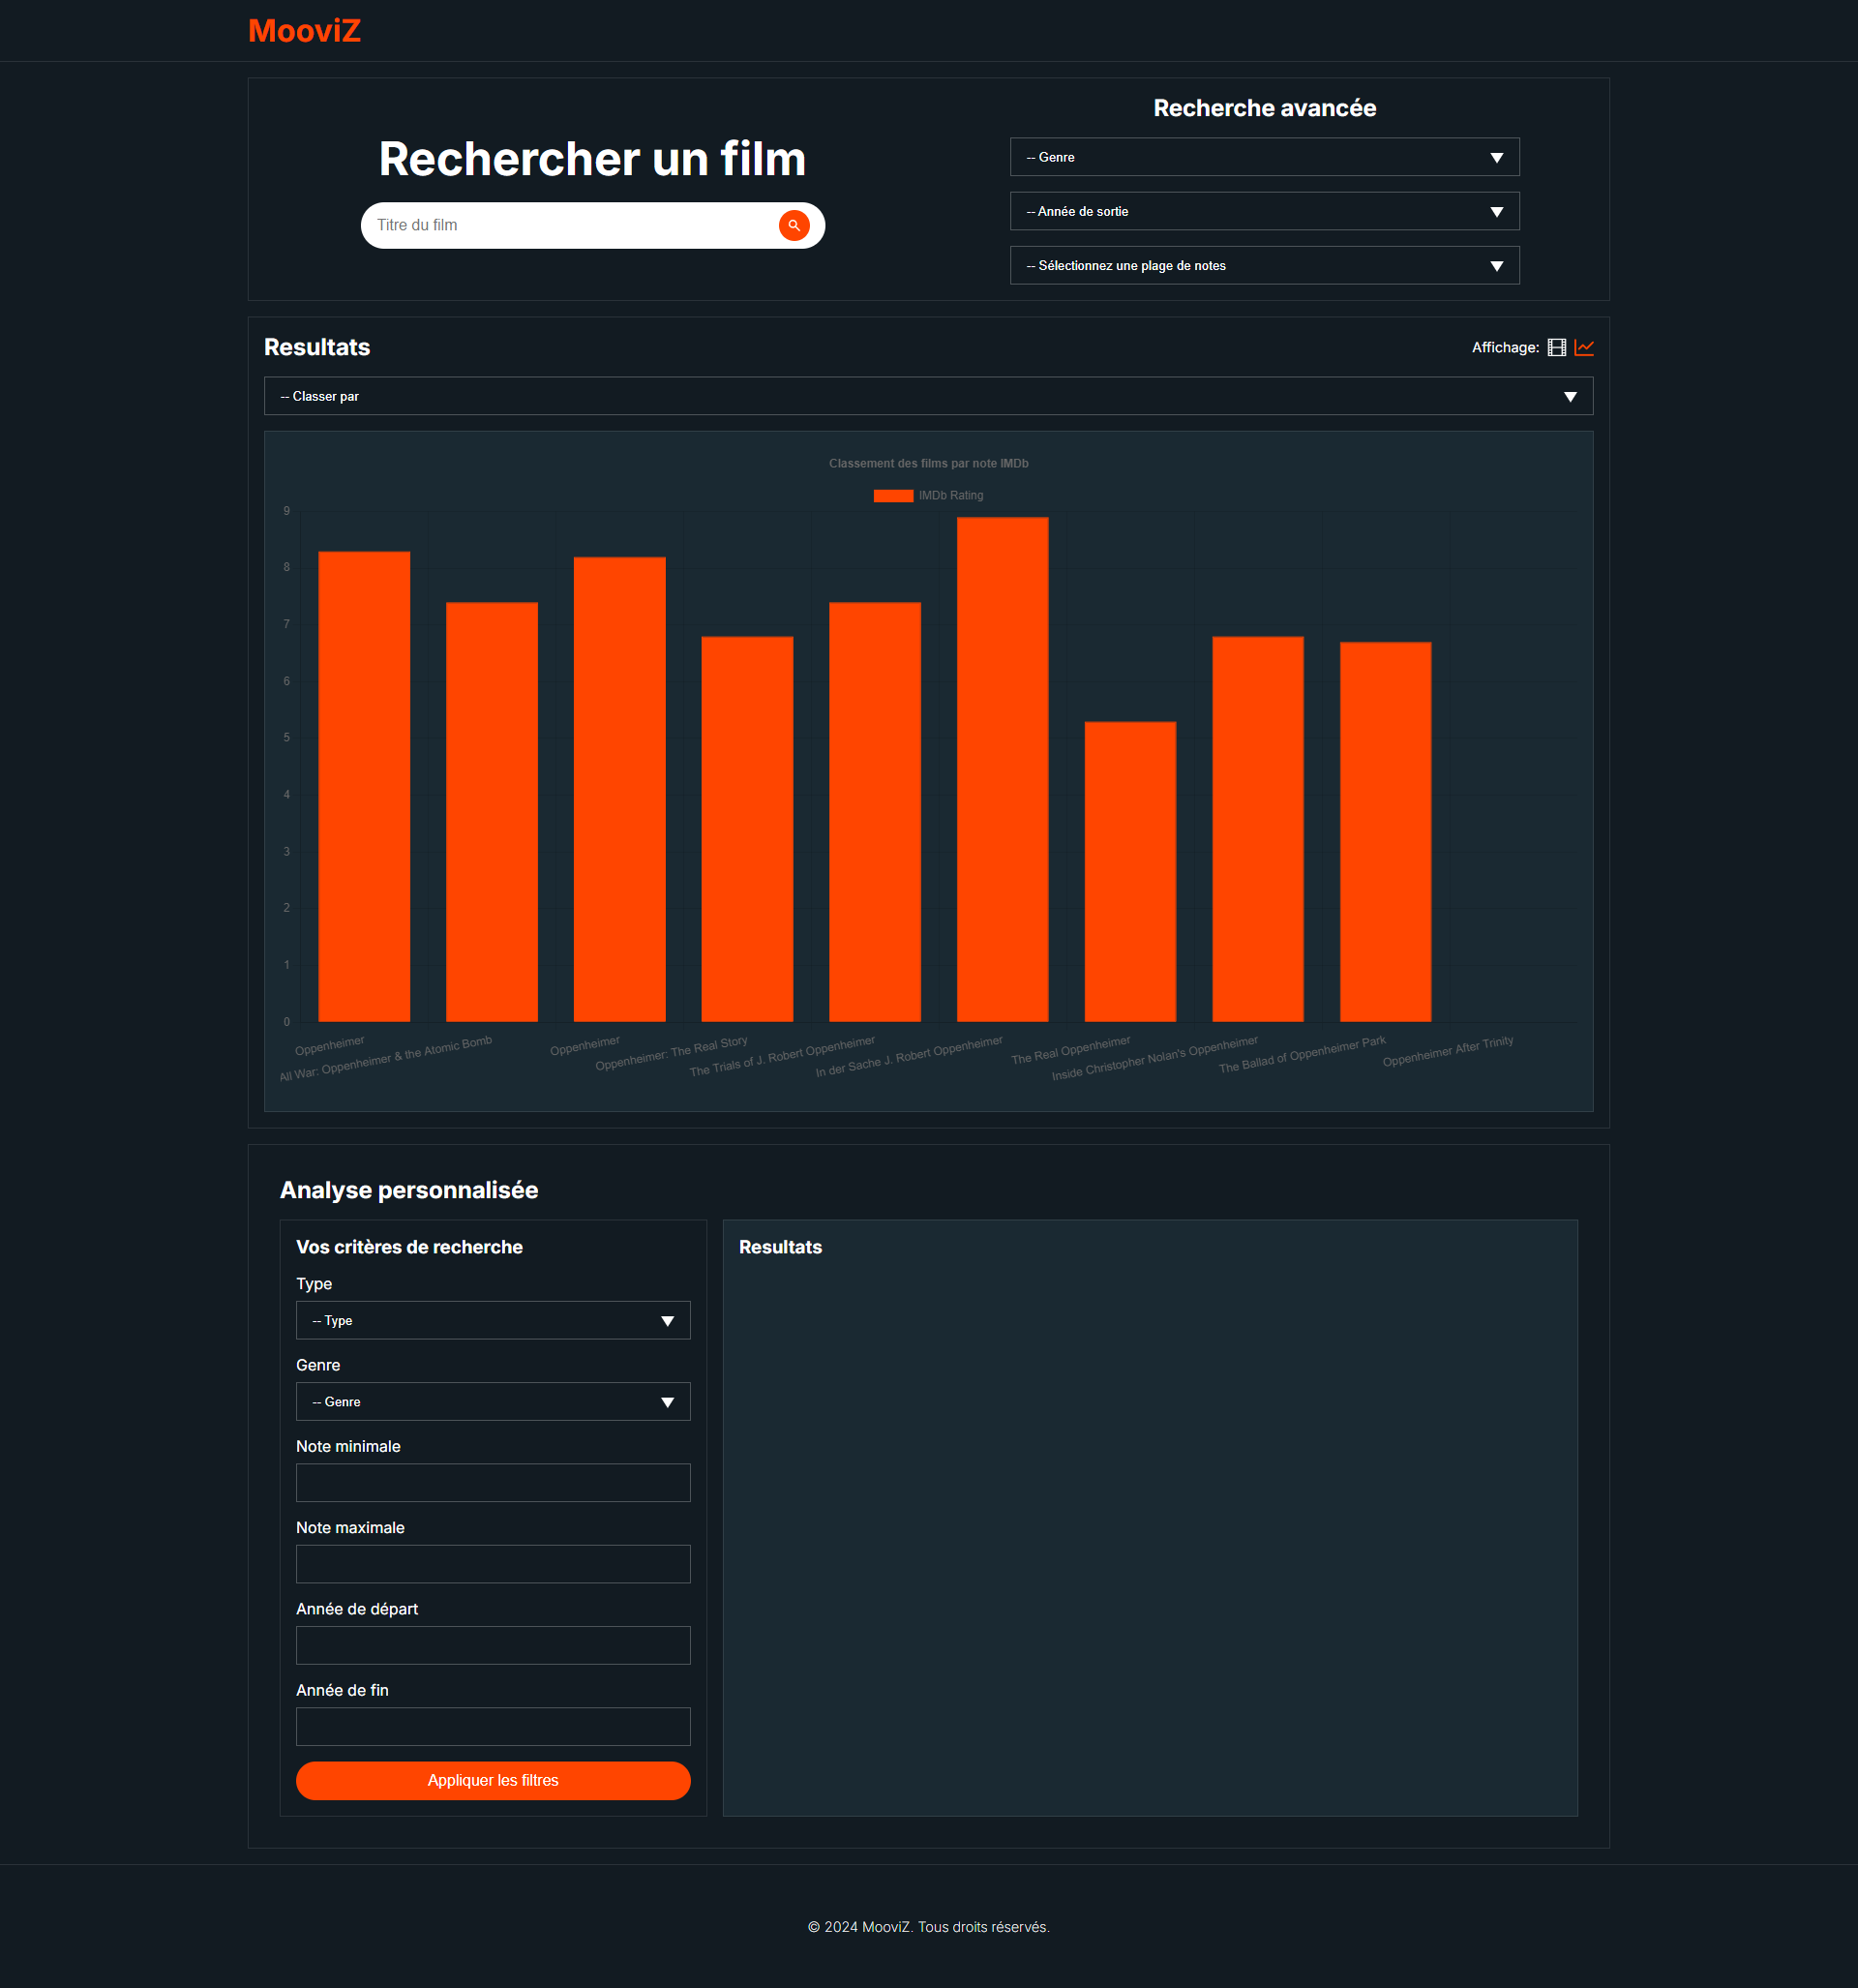 MooviZ
Rechercher un film
Titre du film
Recherche avancée
-- Genre
-- Année de sortie
-- Sélectionnez une plage de notes
Resultats
Affichage:
-- Classer par
Classement des films par note IMDb
IMDb Rating
9
8
7
6
5
4
3
2
1
0
Oppenheimer
All War: Oppenheimer & the Atomic Bomb
Oppenheimer
Oppenheimer: The Real Story
The Trials of J. Robert Oppenheimer
In der Sache J. Robert Oppenheimer
The Real Oppenheimer
Inside Christopher Nolan's Oppenheimer
The Ballad of Oppenheimer Park
Oppenheimer After Trinity
Analyse personnalisée
Vos critères de recherche
Type
-- Type
Genre
-- Genre
Note minimale
Note maximale
Année de départ
Année de fin
Appliquer les filtres
Resultats
© 2024 MooviZ. Tous droits réservés.